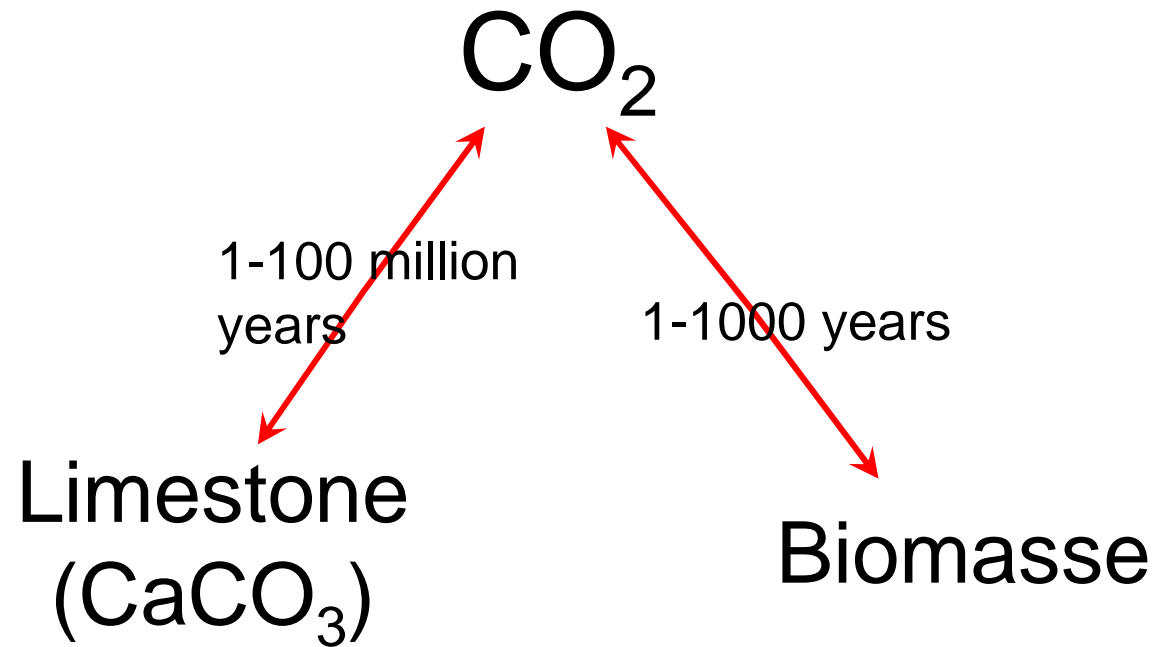 CO₂
1-100 million
years
1-1000 years
Limestone
(CaCO₃)
Biomasse